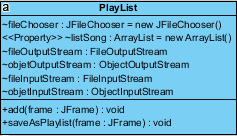 a
PlayList
~fileChooser : JFileChooser = new JFileChooser()
<<Property>> ~listSong : ArrayList = new ArrayList()
~fileOutputStream : FileOutputStream
~objetOutputStream : ObjectOutputStream
~fileInputStream : FileInputStream
~objetInputStream : ObjectInputStream
+add(frame : JFrame) : void
+saveAsPlaylist(frame : JFrame) : void